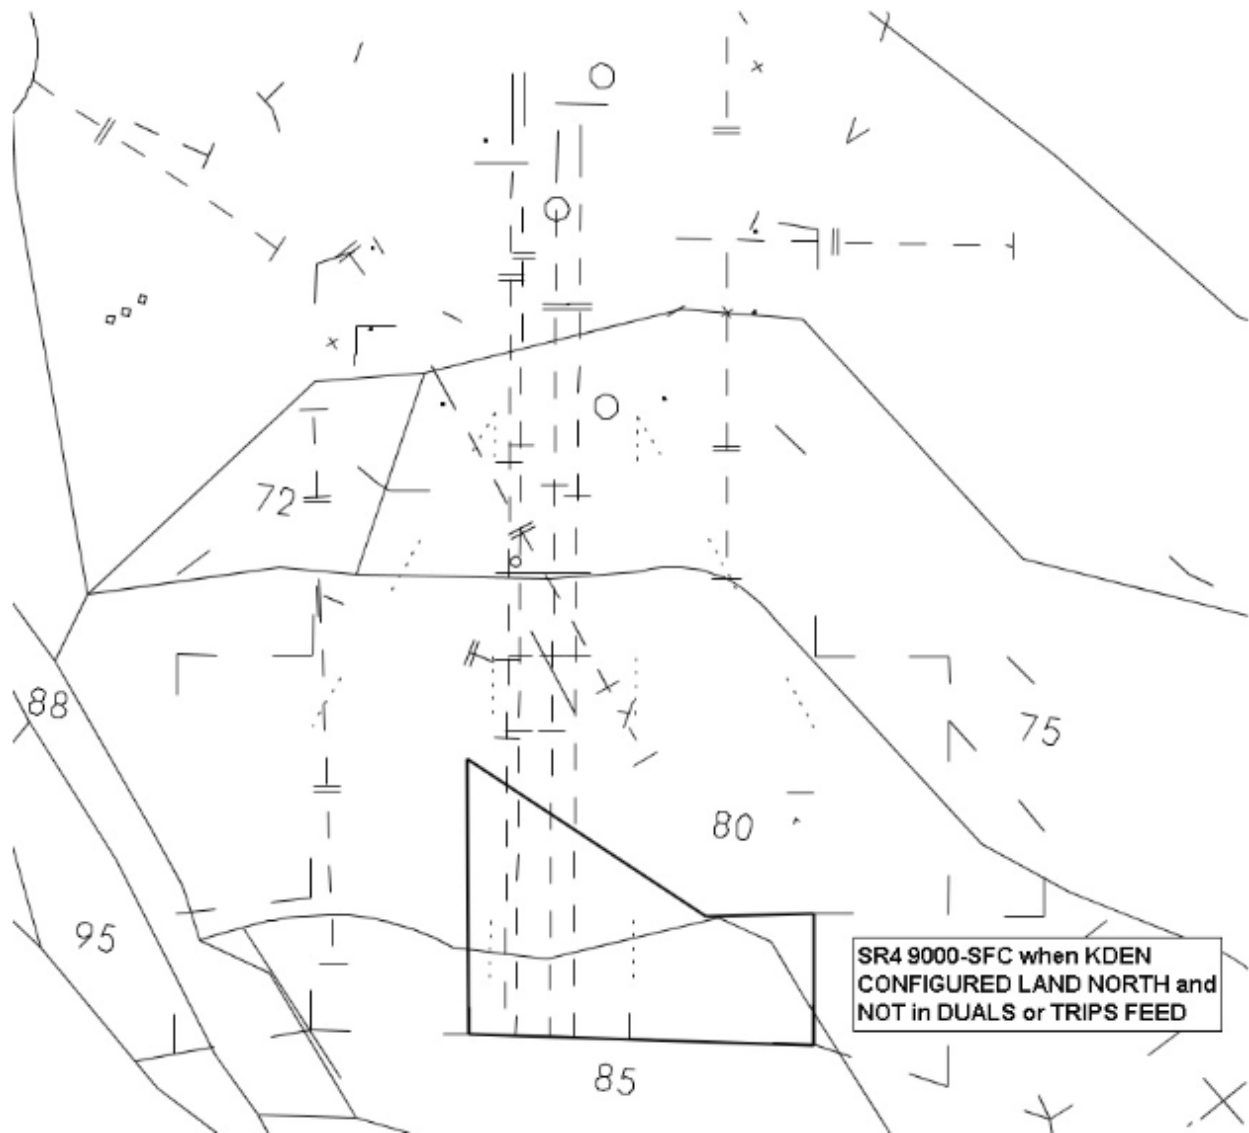 72
88
75
80
95
SR4 9000-SFC when KDEN
CONFIGURED LAND NORTH and
NOT in DUALS or TRIPS FEED
85